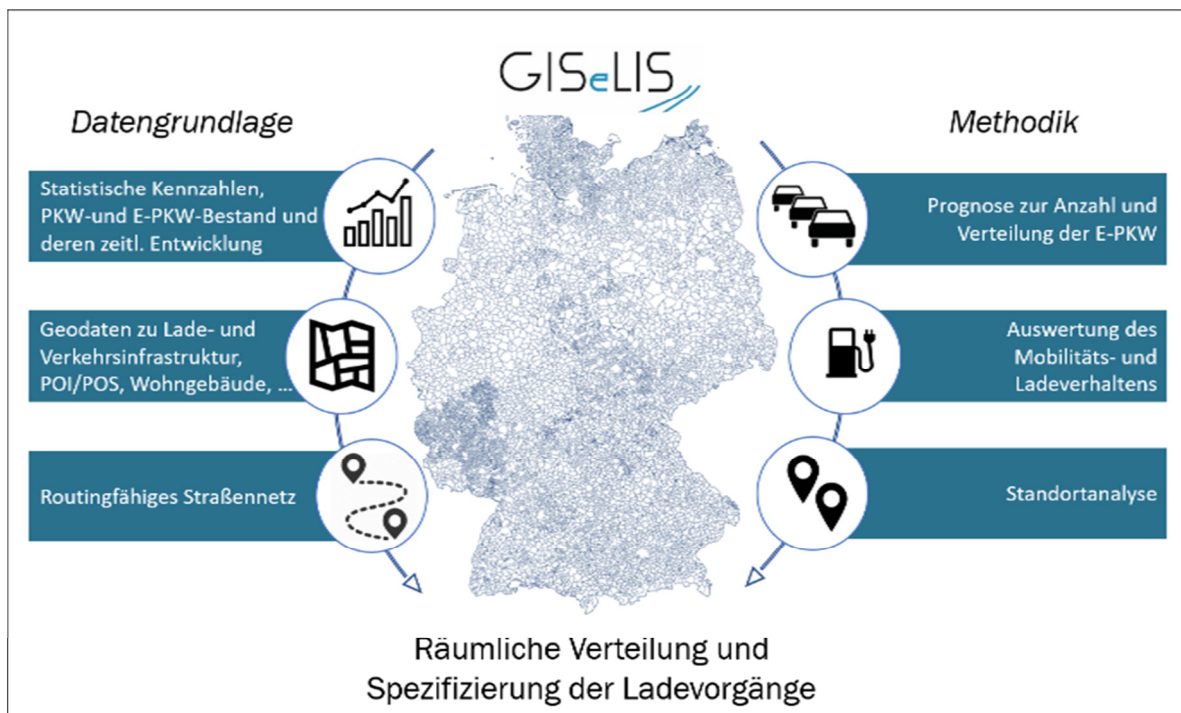 GISeLIS
Datengrundlage
Statistische Kennzahlen,
PKW-und E-PKW-Bestand und
deren zeitl. Entwicklung
Geodaten zu Lade- und
Verkehrsinfrastruktur,
POI/POS, Wohngebäude, ...
Routingfähiges Straßennetz
Methodik
Prognose zur Anzahl und
Verteilung der E-PKW
Auswertung des
Mobilitäts- und
Ladeverhaltens
Standortanalyse
Räumliche Verteilung und
Spezifizierung der Ladevorgänge